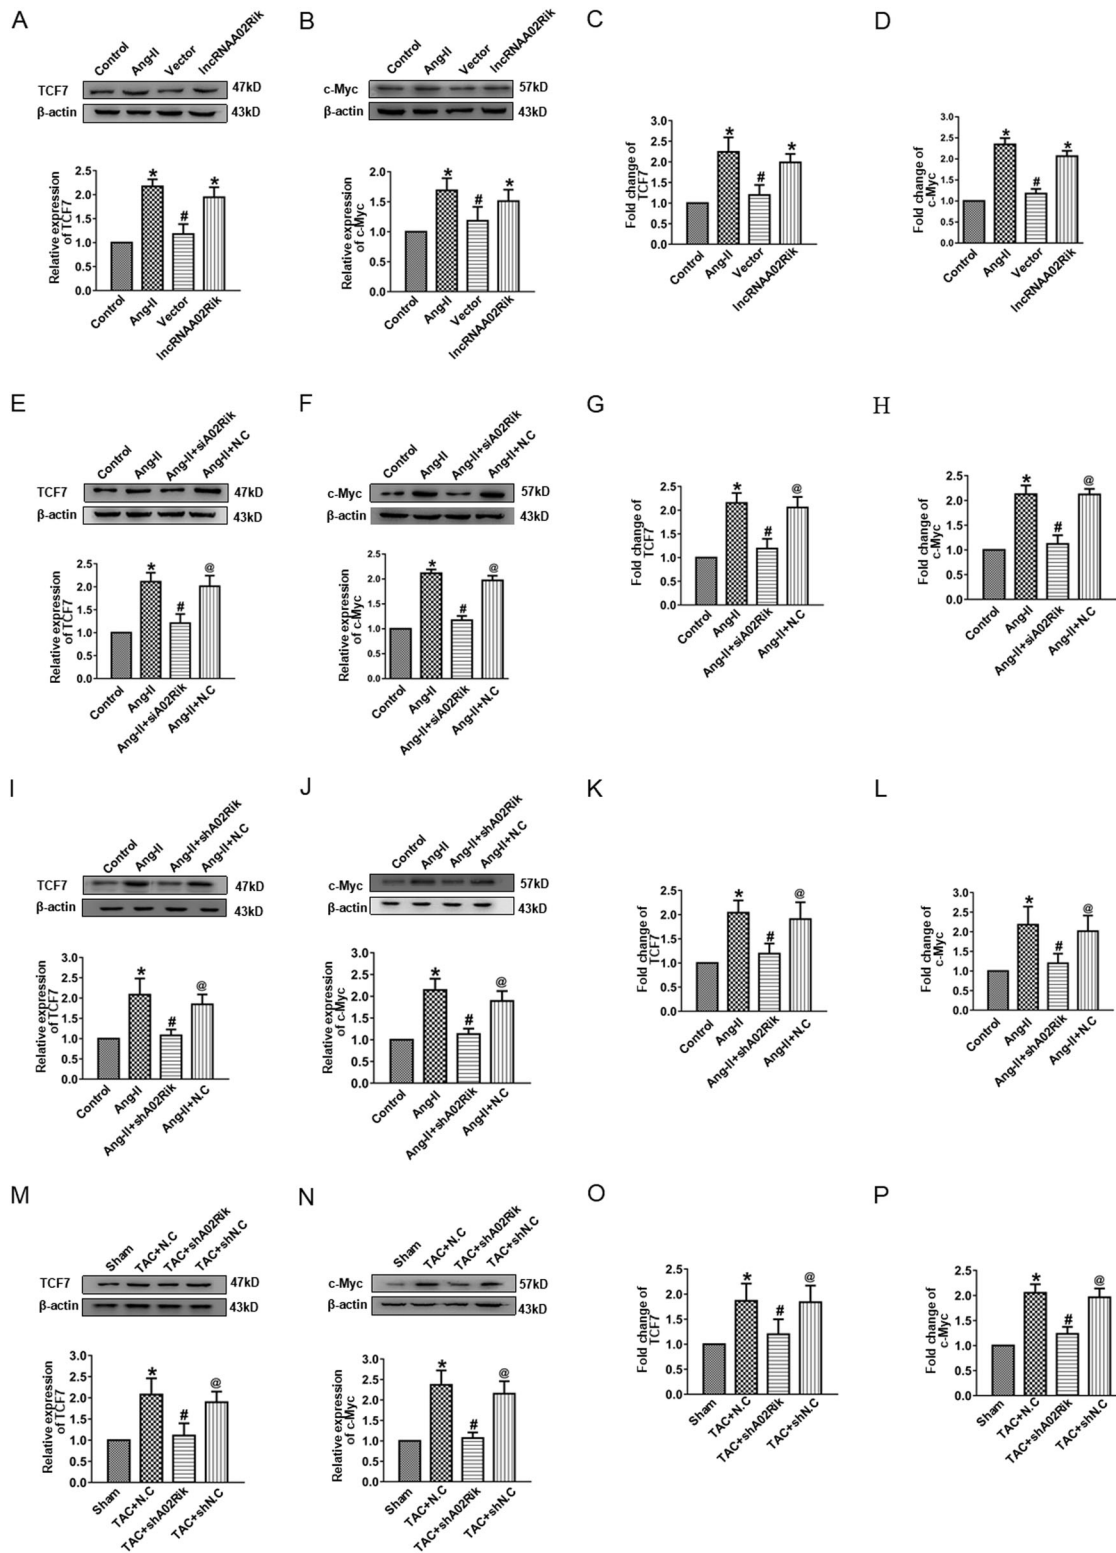 A
Control
Ang-II
Vector
lncRNAA02Rik
TCF7
47kD
β-actin
43kD
Relative expression
of TCF7
2.5
2.0
1.5
1.0
0.5
0.0
*
#
*
Control
Ang-II
Vector
lncRNAA02Rik
B
Control
Ang-II
Vector
lncRNAA02Rik
c-Myc
57kD
β-actin
43kD
Relative expression
of c-Myc
2.0
1.5
1.0
0.5
0.0
*
#
*
Control
Ang-II
Vector
lncRNAA02Rik
C
Fold change of
TCF7
3.0
2.5
2.0
1.5
1.0
0.5
0.0
*
#
*
Control
Ang-II
Vector
lncRNAA02Rik
D
Fold change of
c-Myc
3.0
2.5
2.0
1.5
1.0
0.5
0.0
*
#
*
Control
Ang-II
Vector
lncRNAA02Rik
E
Control
Ang-II
Ang-II+siA02Rik
Ang-II+N.C
TCF7
47kD
β-actin
43kD
Relative expression
of TCF7
2.5
2.0
1.5
1.0
0.5
0.0
*
#
@
Control
Ang-II
Ang-II+siA02Rik
Ang-II+N.C
F
Control
Ang-II
Ang-II+siA02Rik
Ang-II+N.C
c-Myc
57kD
β-actin
43kD
Relative expression
of c-Myc
2.5
2.0
1.5
1.0
0.5
0.0
*
#
@
Control
Ang-II
Ang-II+siA02Rik
Ang-II+N.C
G
Fold change of
TCF7
2.5
2.0
1.5
1.0
0.5
0.0
*
#
@
Control
Ang-II
Ang-II+siA02Rik
Ang-II+N.C
H
Fold change of
c-Myc
2.5
2.0
1.5
1.0
0.5
0.0
*
#
@
Control
Ang-II
Ang-II+siA02Rik
Ang-II+N.C
I
Control
Ang-II
Ang-II+shA02Rik
Ang-II+N.C
TCF7
47kD
β-actin
43kD
Relative expression
of TCF7
3.0
2.5
2.0
1.5
1.0
0.5
0.0
*
#
@
Control
Ang-II
Ang-II+shA02Rik
Ang-II+N.C
J
Control
Ang-II
Ang-II+shA02Rik
Ang-II+N.C
c-Myc
57kD
β-actin
43kD
Relative expression
of c-Myc
3.0
2.5
2.0
1.5
1.0
0.5
0.0
*
#
@
Control
Ang-II
Ang-II+shA02Rik
Ang-II+N.C
K
Fold change of
TCF7
2.5
2.0
1.5
1.0
0.5
0.0
*
#
@
Control
Ang-II
Ang-II+shA02Rik
Ang-II+N.C
L
Fold change of
c-Myc
3.0
2.5
2.0
1.5
1.0
0.5
0.0
*
#
@
Control
Ang-II
Ang-II+shA02Rik
Ang-II+N.C
M
Sham
TAC+N.C
TAC+shA02Rik
TAC+shN.C
TCF7
47kD
β-actin
43kD
Relative expression
of TCF7
3.0
2.5
2.0
1.5
1.0
0.5
0.0
*
#
@
Sham
TAC+N.C
TAC+shA02Rik
TAC+shN.C
N
Sham
TAC+N.C
TAC+shA02Rik
TAC+shN.C
c-Myc
57kD
β-actin
43kD
Relative expression
of c-Myc
3.0
2.5
2.0
1.5
1.0
0.5
0.0
*
#
@
Sham
TAC+N.C
TAC+shA02Rik
TAC+shN.C
O
Fold change of
TCF7
2.5
2.0
1.5
1.0
0.5
0.0
*
#
@
Sham
TAC+N.C
TAC+shA02Rik
TAC+shN.C
P
Fold change of
c-Myc
2.5
2.0
1.5
1.0
0.5
0.0
*
#
@
Sham
TAC+N.C
TAC+shA02Rik
TAC+shN.C